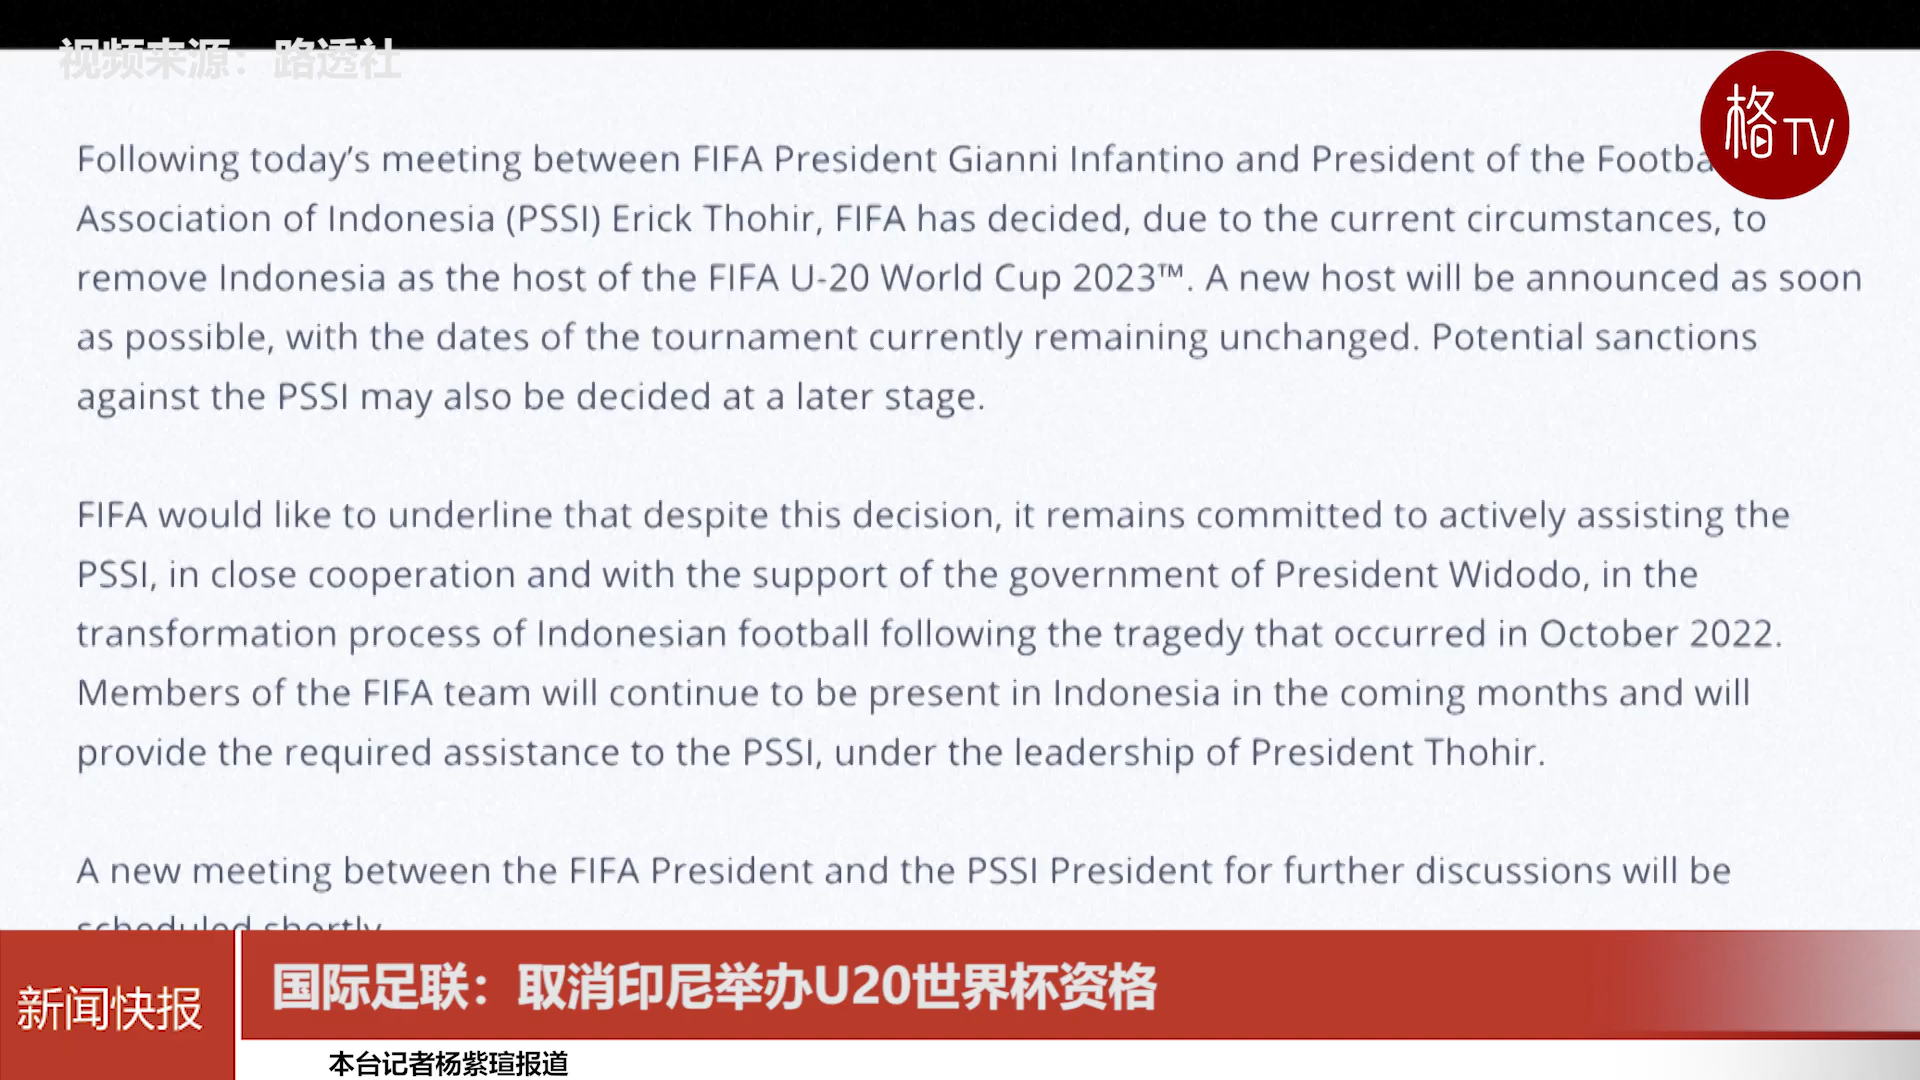 视频来源：路透社
格TV
Following today’s meeting between FIFA President Gianni Infantino and President of the
Association of Indonesia (PSSI) Erick Thohir, FIFA has decided, due to the current circumstances, to
remove Indonesia as the host of the FIFA U-20 World Cup 2023™. A new host will be announced as soon
as possible, with the dates of the tournament currently remaining unchanged. Potential sanctions
against the PSSI may also be decided at a later stage.
FIFA would like to underline that despite this decision, it remains committed to actively assisting the
PSSI, in close cooperation and with the support of the government of President Widodo, in the
transformation process of Indonesian football following the tragedy that occurred in October 2022.
Members of the FIFA team will continue to be present in Indonesia in the coming months and will
provide the required assistance to the PSSI, under the leadership of President Thohir.
A new meeting between the FIFA President and the PSSI President for further discussions will be
scheduled shortly.
新闻快报
国际足联：取消印尼举办U20世界杯资格
本台记者杨紫瑄报道